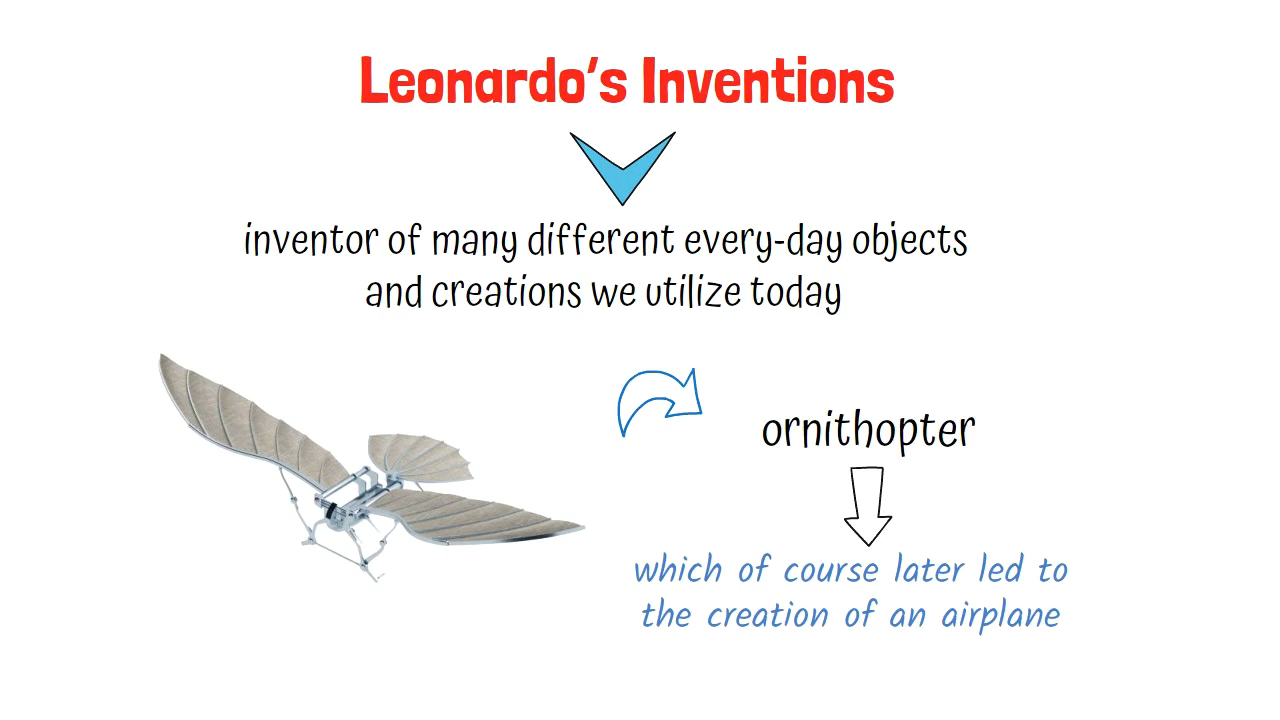 Leonardo's Inventions
inventor of many different every-day objects
and creations we utilize today
ornithopter
which of course later led to
the creation of an airplane